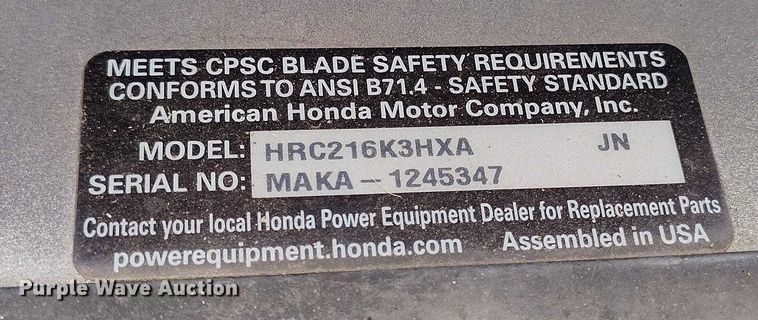 MEETS CPSC BLADE SAFETY REQUIREMENTS
CONFORMS TO ANSI B71.4 - SAFETY STANDARD
American Honda Motor Company, Inc.
MODEL: HRC216K3HXA JN
SERIAL NO: MAKA - 1245347
Contact your local Honda Power Equipment Dealer for Replacement Parts
powerequipment.honda.com Assembled in USA
Purple Wave Auction